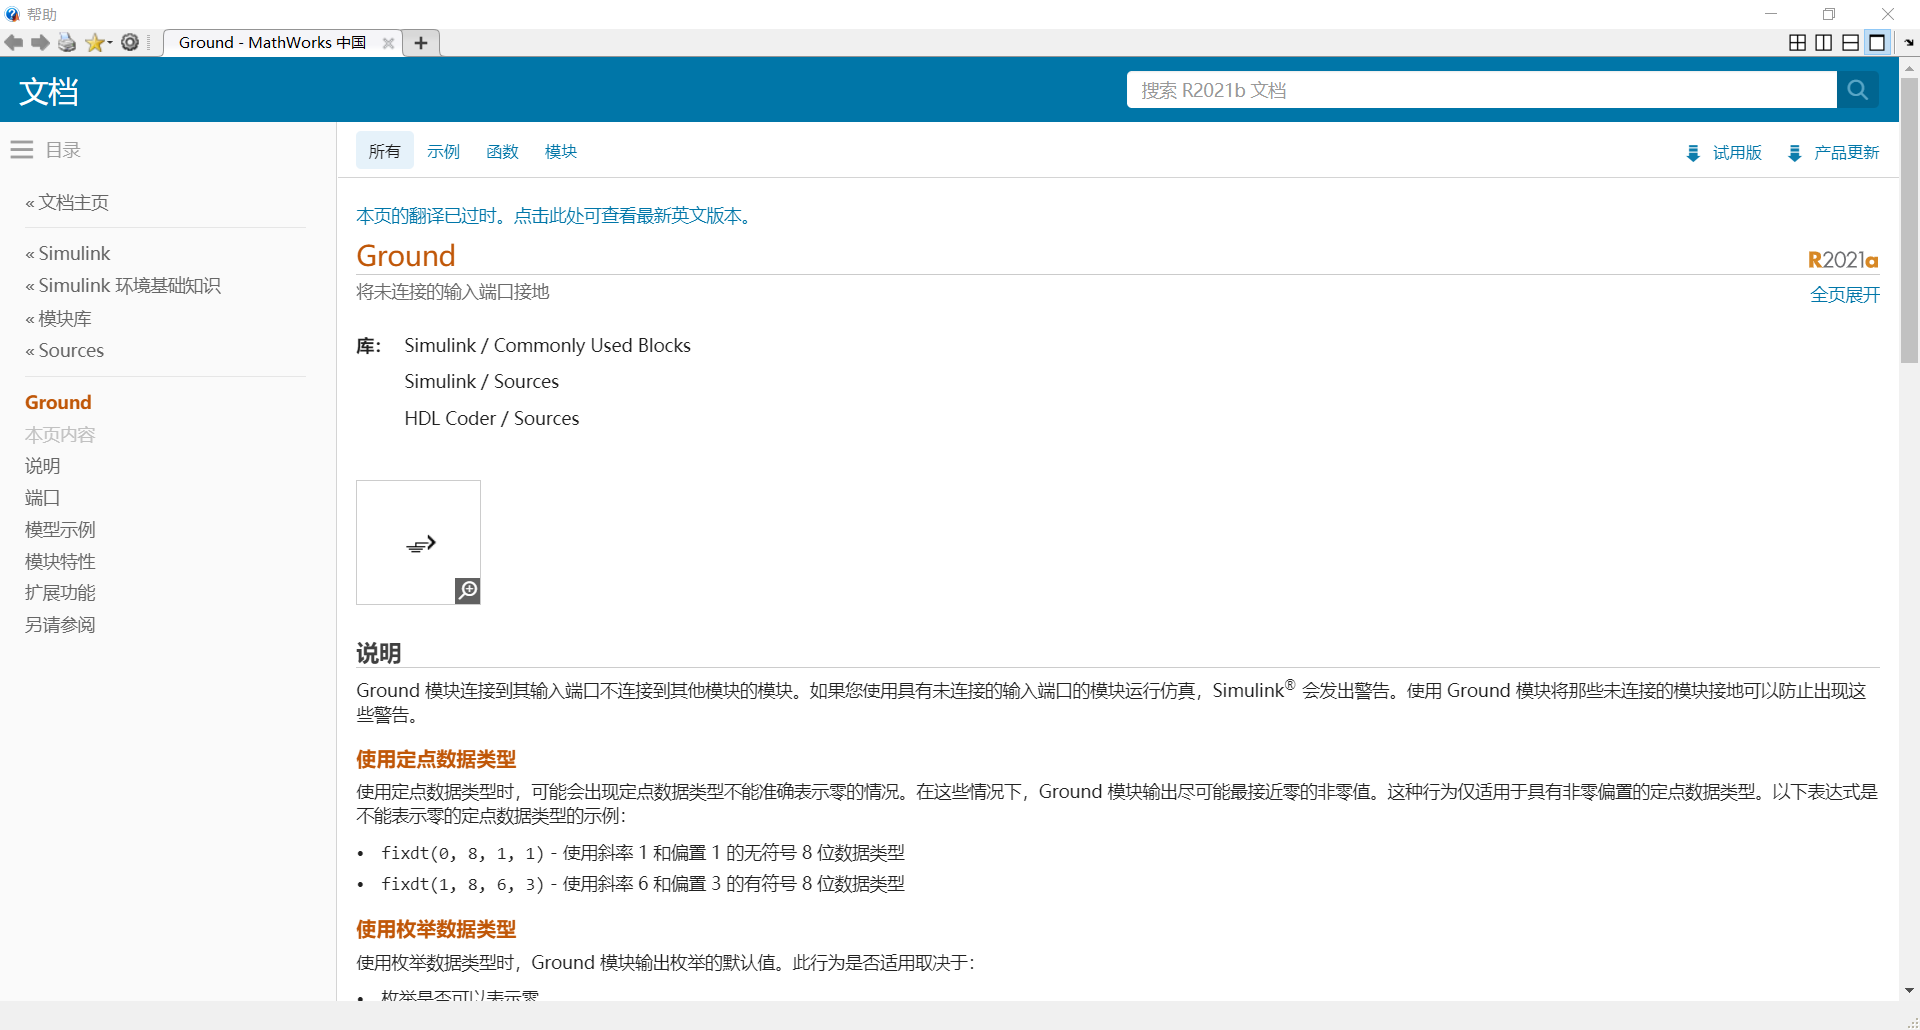 帮助
Ground - MathWorks 中国
文档
搜索 R2021b 文档
目录
« 文档主页
« Simulink
« Simulink 环境基础知识
« 模块库
« Sources
Ground
本页内容
说明
端口
模型示例
模块特性
扩展功能
另请参阅
所有 示例 函数 模块
试用版 产品更新
本页的翻译已过时。点击此处可查看最新英文版本。
Ground
R2021a
将未连接的输入端口接地
全页展开
库： Simulink / Commonly Used Blocks
Simulink / Sources
HDL Coder / Sources
说明
Ground 模块连接到其输入端口不连接到其他模块的模块。如果您使用具有未连接的输入端口的模块运行仿真，Simulink® 会发出警告。使用 Ground 模块将那些未连接的模块接地可以防止出现这
些警告。
使用定点数据类型
使用定点数据类型时，可能会出现定点数据类型不能准确表示零的情况。在这些情况下，Ground 模块输出尽可能最接近零的非零值。这种行为仅适用于具有非零偏置的定点数据类型。以下表达式是
不能表示零的定点数据类型的示例：
• fixdt(0, 8, 1, 1) - 使用斜率 1 和偏置 1 的无符号 8 位数据类型
• fixdt(1, 8, 6, 3) - 使用斜率 6 和偏置 3 的有符号 8 位数据类型
使用枚举数据类型
使用枚举数据类型时，Ground 模块输出枚举的默认值。此行为是否适用取决于：
• 枚举是否可以表示零